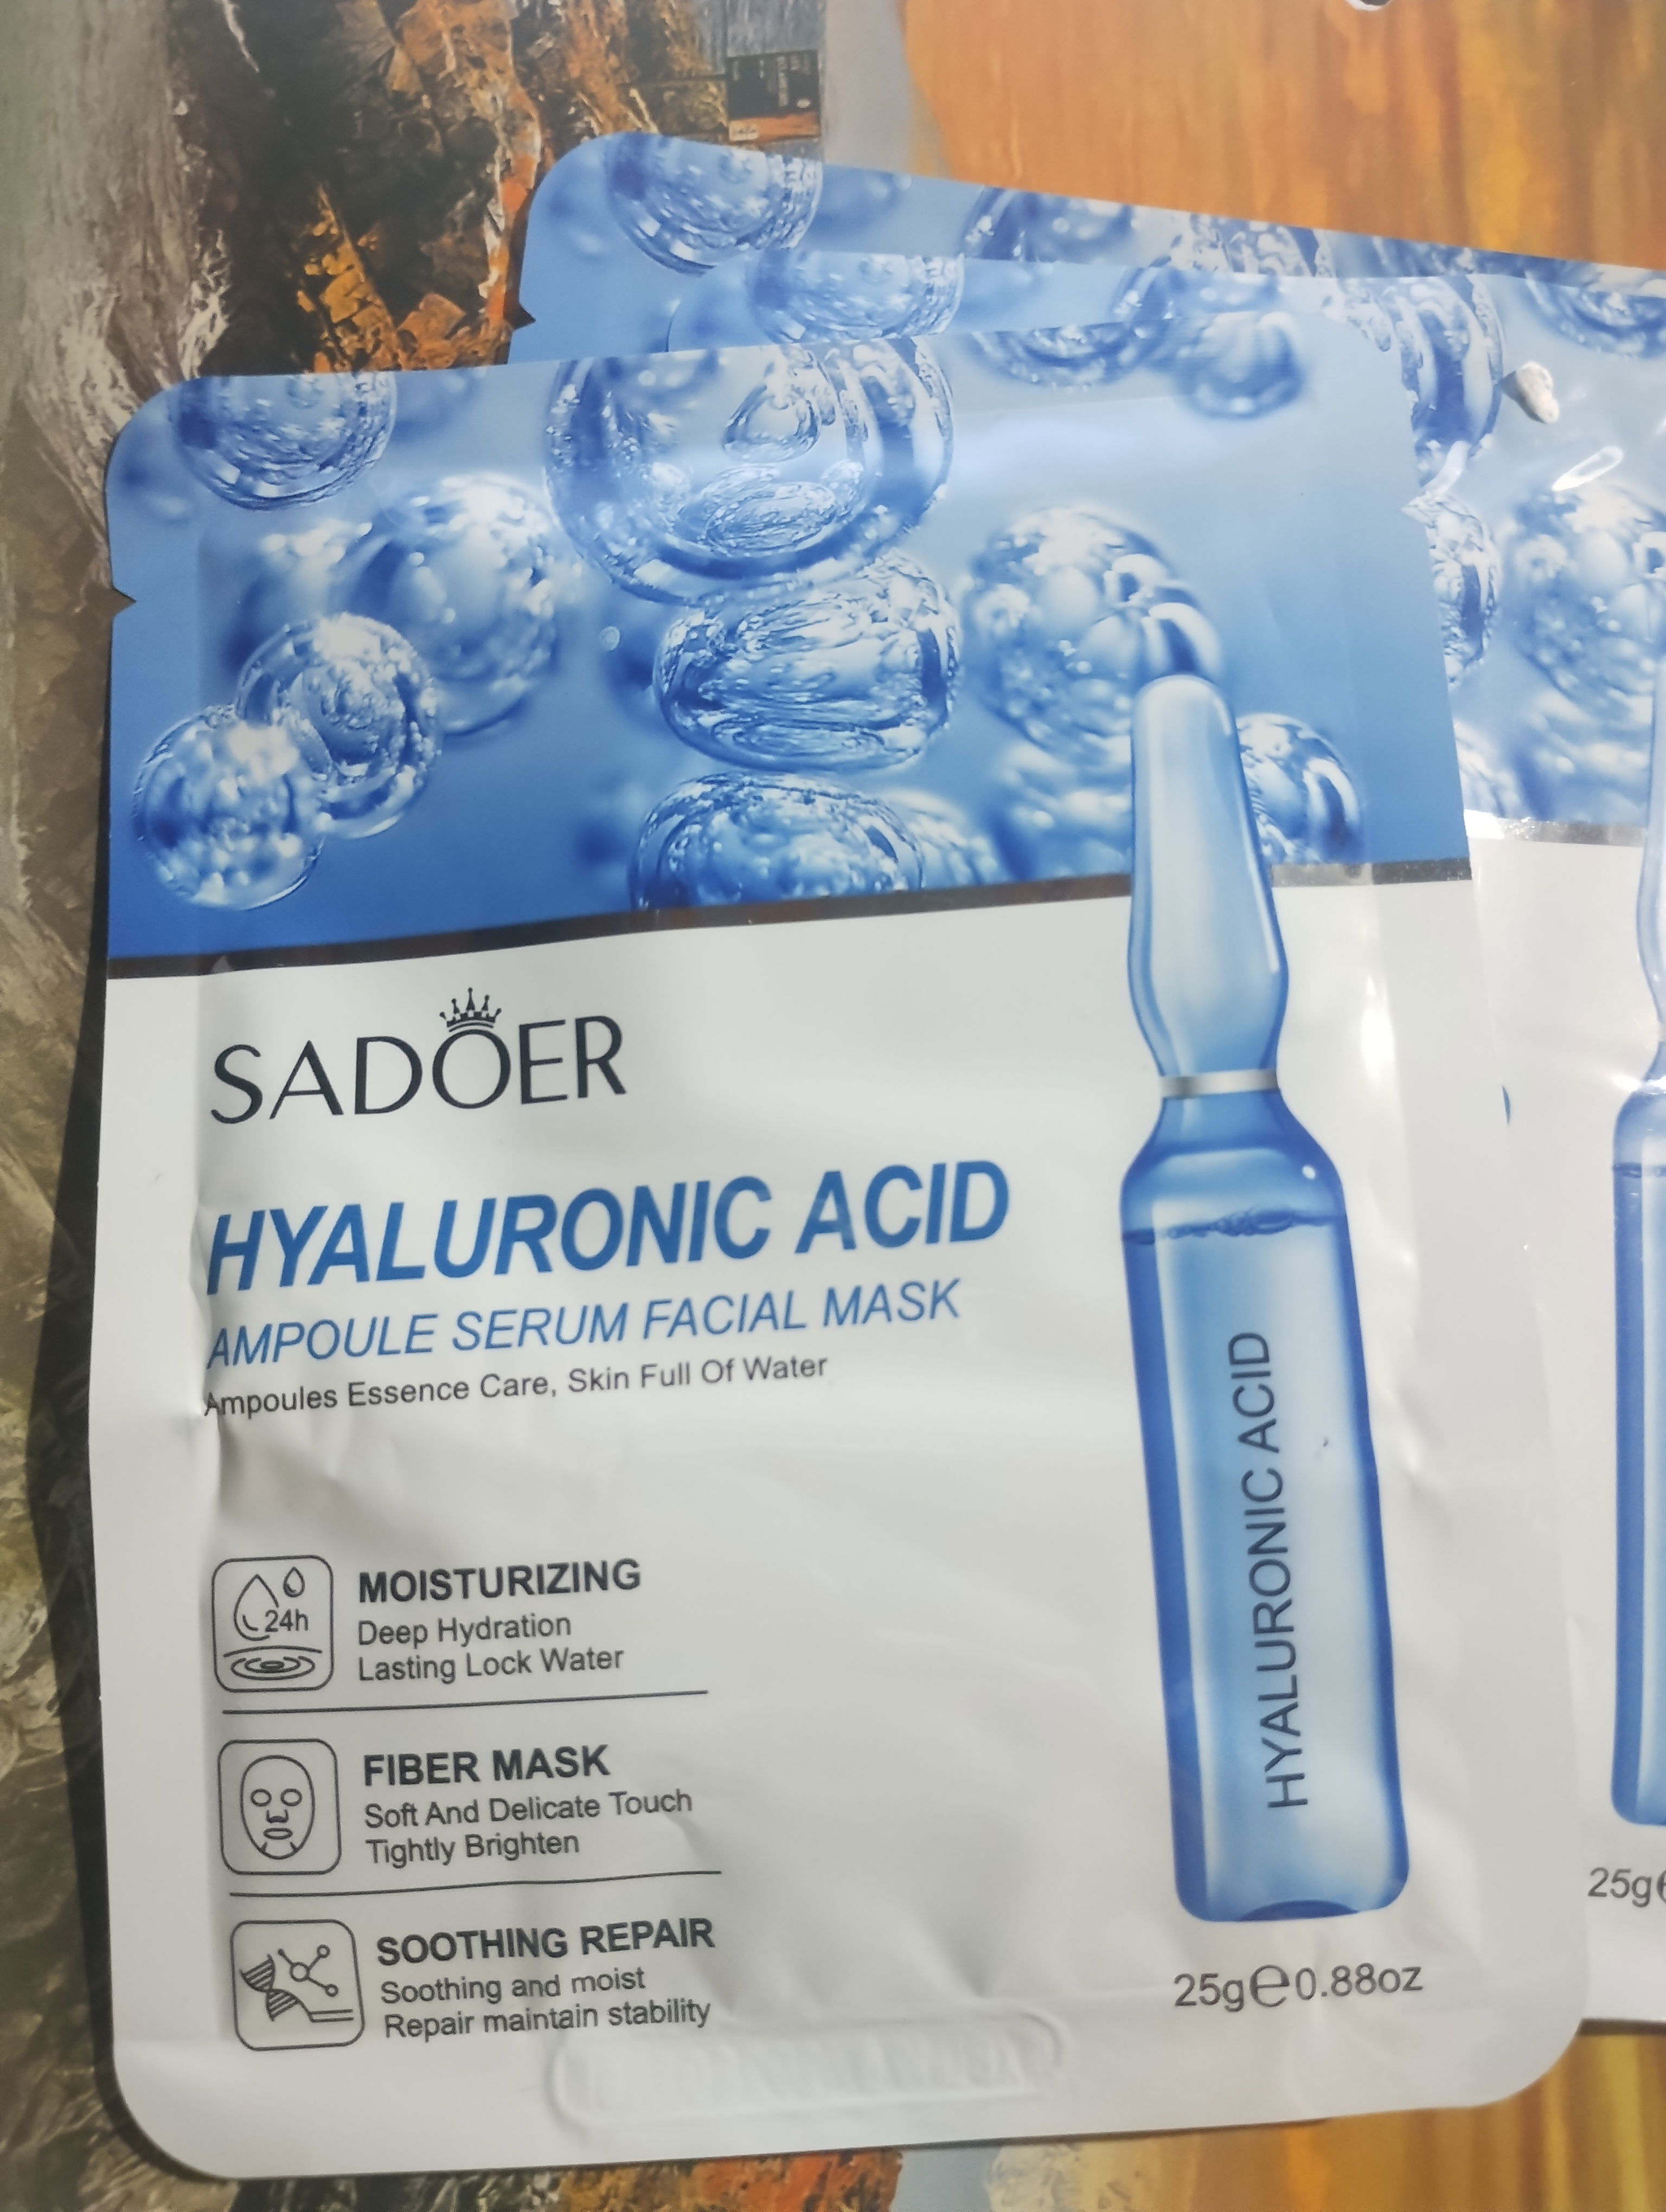 SADOER
HYALURONIC ACID
AMPOULE SERUM FACIAL MASK
Ampoules Essence Care, Skin Full Of Water
24h
MOISTURIZING
Deep Hydration
Lasting Lock Water
FIBER MASK
Soft And Delicate Touch
Tightly Brighten
SOOTHING REPAIR
Soothing and moist
Repair maintain stability
HYALURONIC ACID
25g℮0.88oz
25g℮